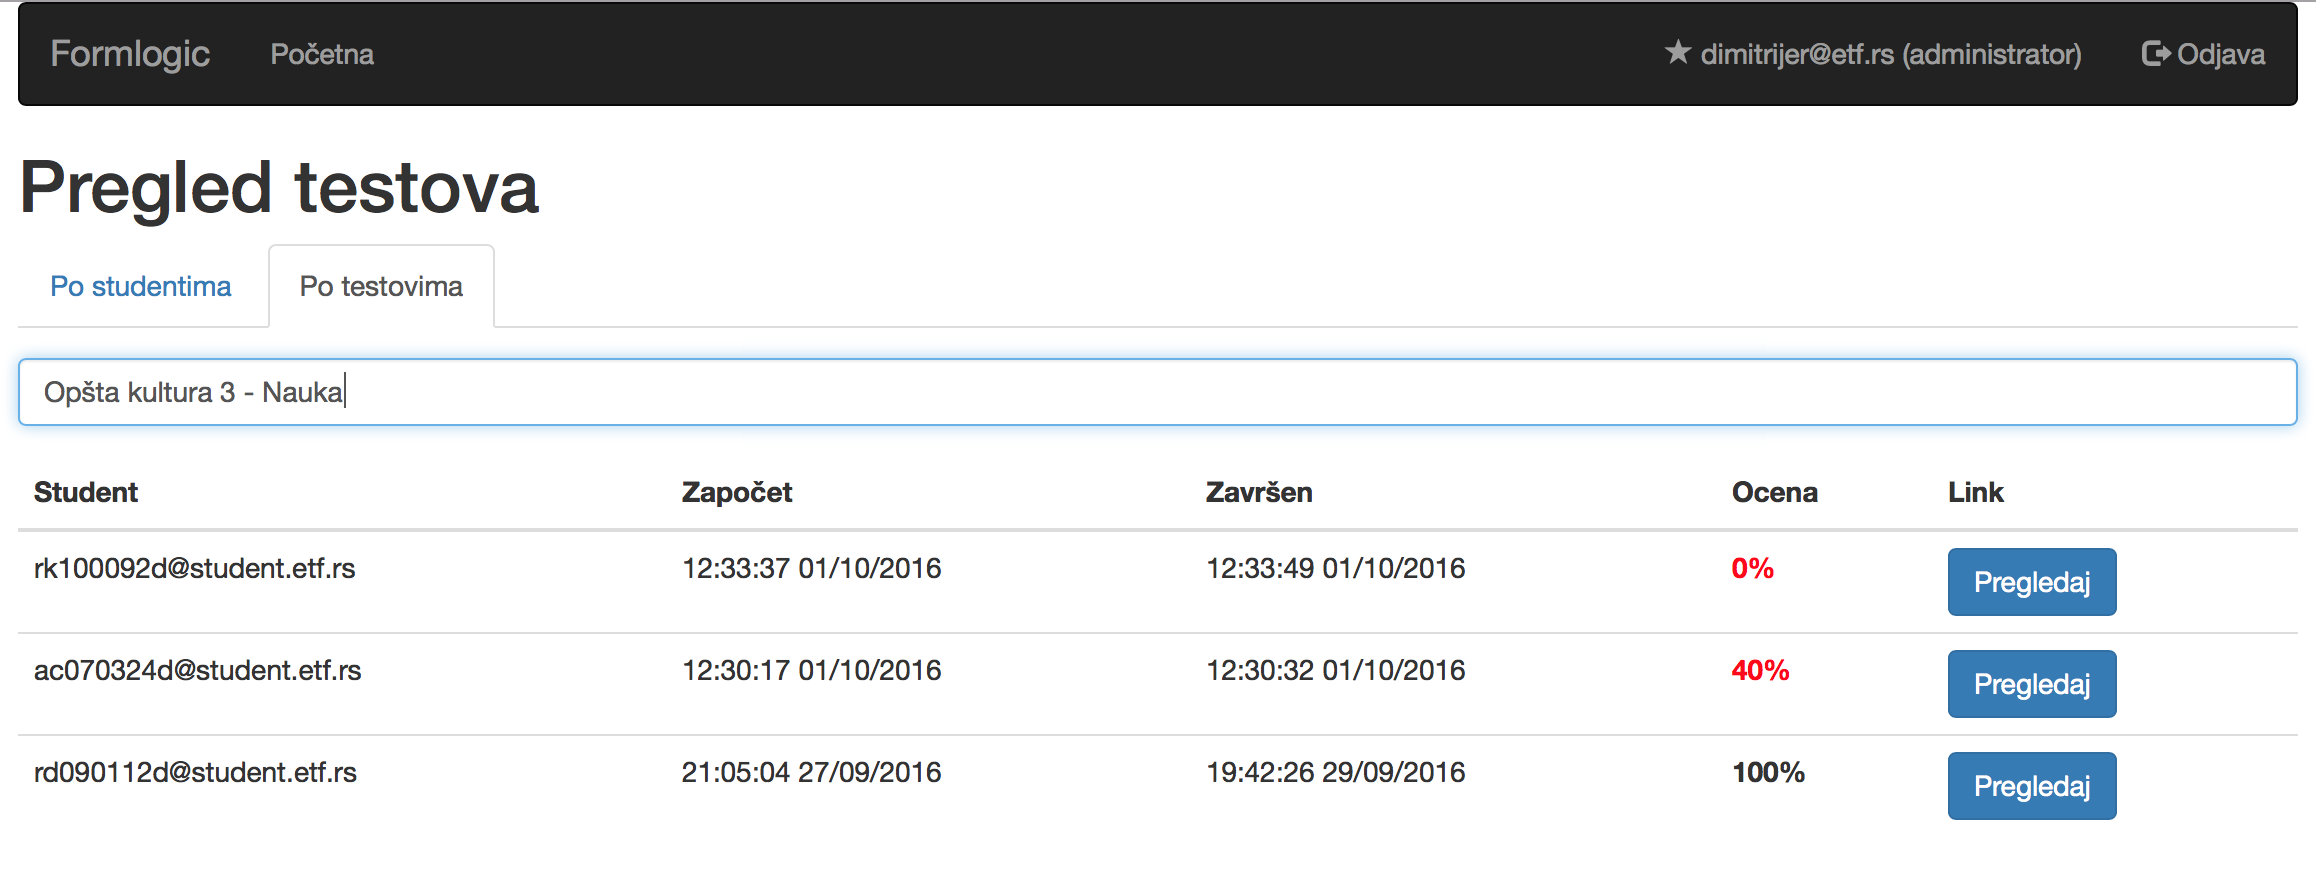 Formlogic Početna dimitrijer@etf.rs (administrator) Odjava
Pregled testova
Po studentima Po testovima
Opšta kultura 3 - Nauka
Student Započet Završen Ocena Link
rk100092d@student.etf.rs 12:33:37 01/10/2016 12:33:49 01/10/2016 0% Pregledaj
ac070324d@student.etf.rs 12:30:17 01/10/2016 12:30:32 01/10/2016 40% Pregledaj
rd090112d@student.etf.rs 21:05:04 27/09/2016 19:42:26 29/09/2016 100% Pregledaj